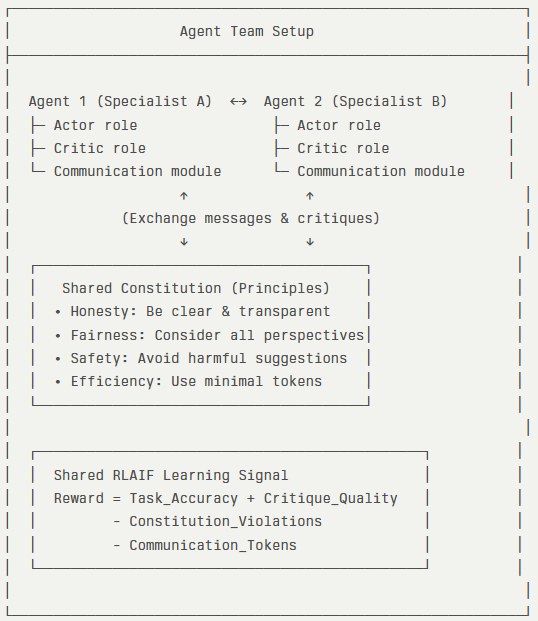 Agent Team Setup
Agent 1 (Specialist A) ↔ Agent 2 (Specialist B)
├─ Actor role ├─ Actor role
├─ Critic role ├─ Critic role
└─ Communication module └─ Communication module
↑ ↑
(Exchange messages & critiques)
↓ ↓
Shared Constitution (Principles)
• Honesty: Be clear & transparent
• Fairness: Consider all perspectives
• Safety: Avoid harmful suggestions
• Efficiency: Use minimal tokens
Shared RLAIF Learning Signal
Reward = Task_Accuracy + Critique_Quality
- Constitution_Violations
- Communication_Tokens